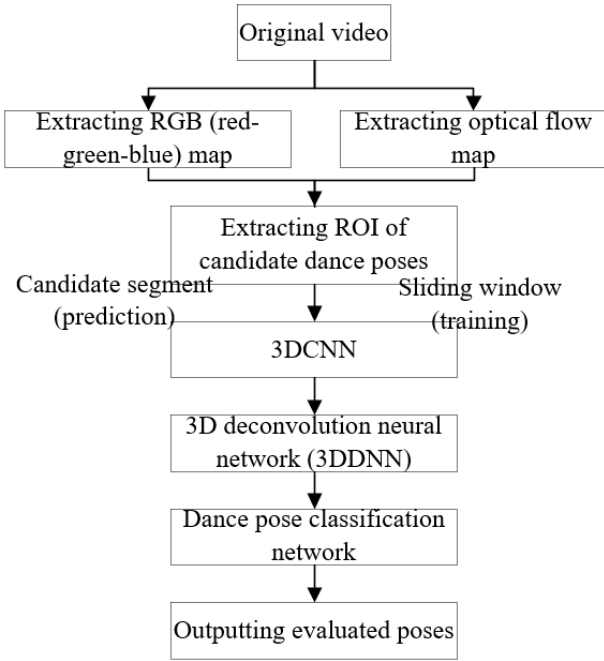 Original video
Extracting RGB (red-
green-blue) map
Extracting optical flow
map
Extracting ROI of
candidate dance poses
Candidate segment
(prediction)
Sliding window
(training)
3DCNN
3D deconvolution neural
network (3DDNN)
Dance pose classification
network
Outputting evaluated poses